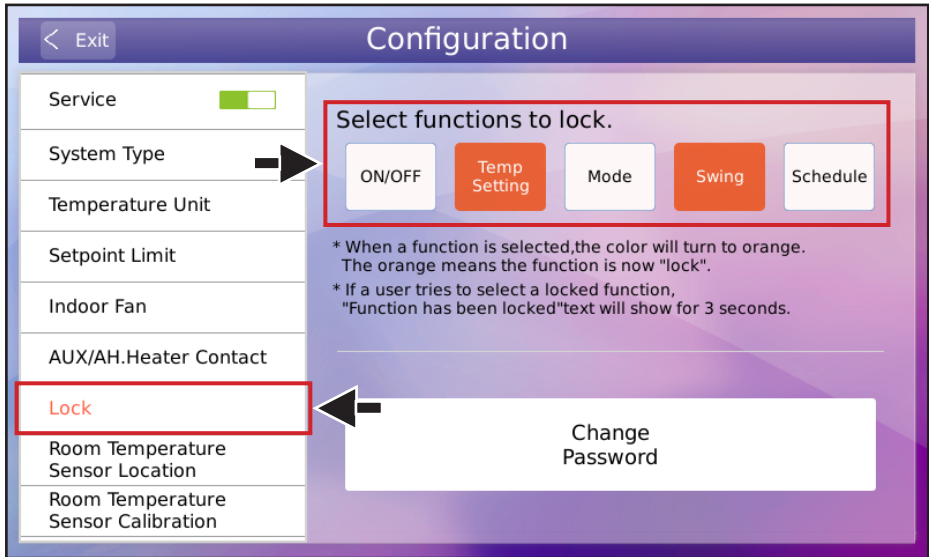 Exit
Configuration
Service
System Type
Temperature Unit
Setpoint Limit
Indoor Fan
AUX/AH.Heater Contact
Lock
Room Temperature
Sensor Location
Room Temperature
Sensor Calibration
Select functions to lock.
ON/OFF
Temp
Setting
Mode
Swing
Schedule
* When a function is selected,the color will turn to orange.
The orange means the function is now "lock".
* If a user tries to select a locked function,
"Function has been locked"text will show for 3 seconds.
Change
Password